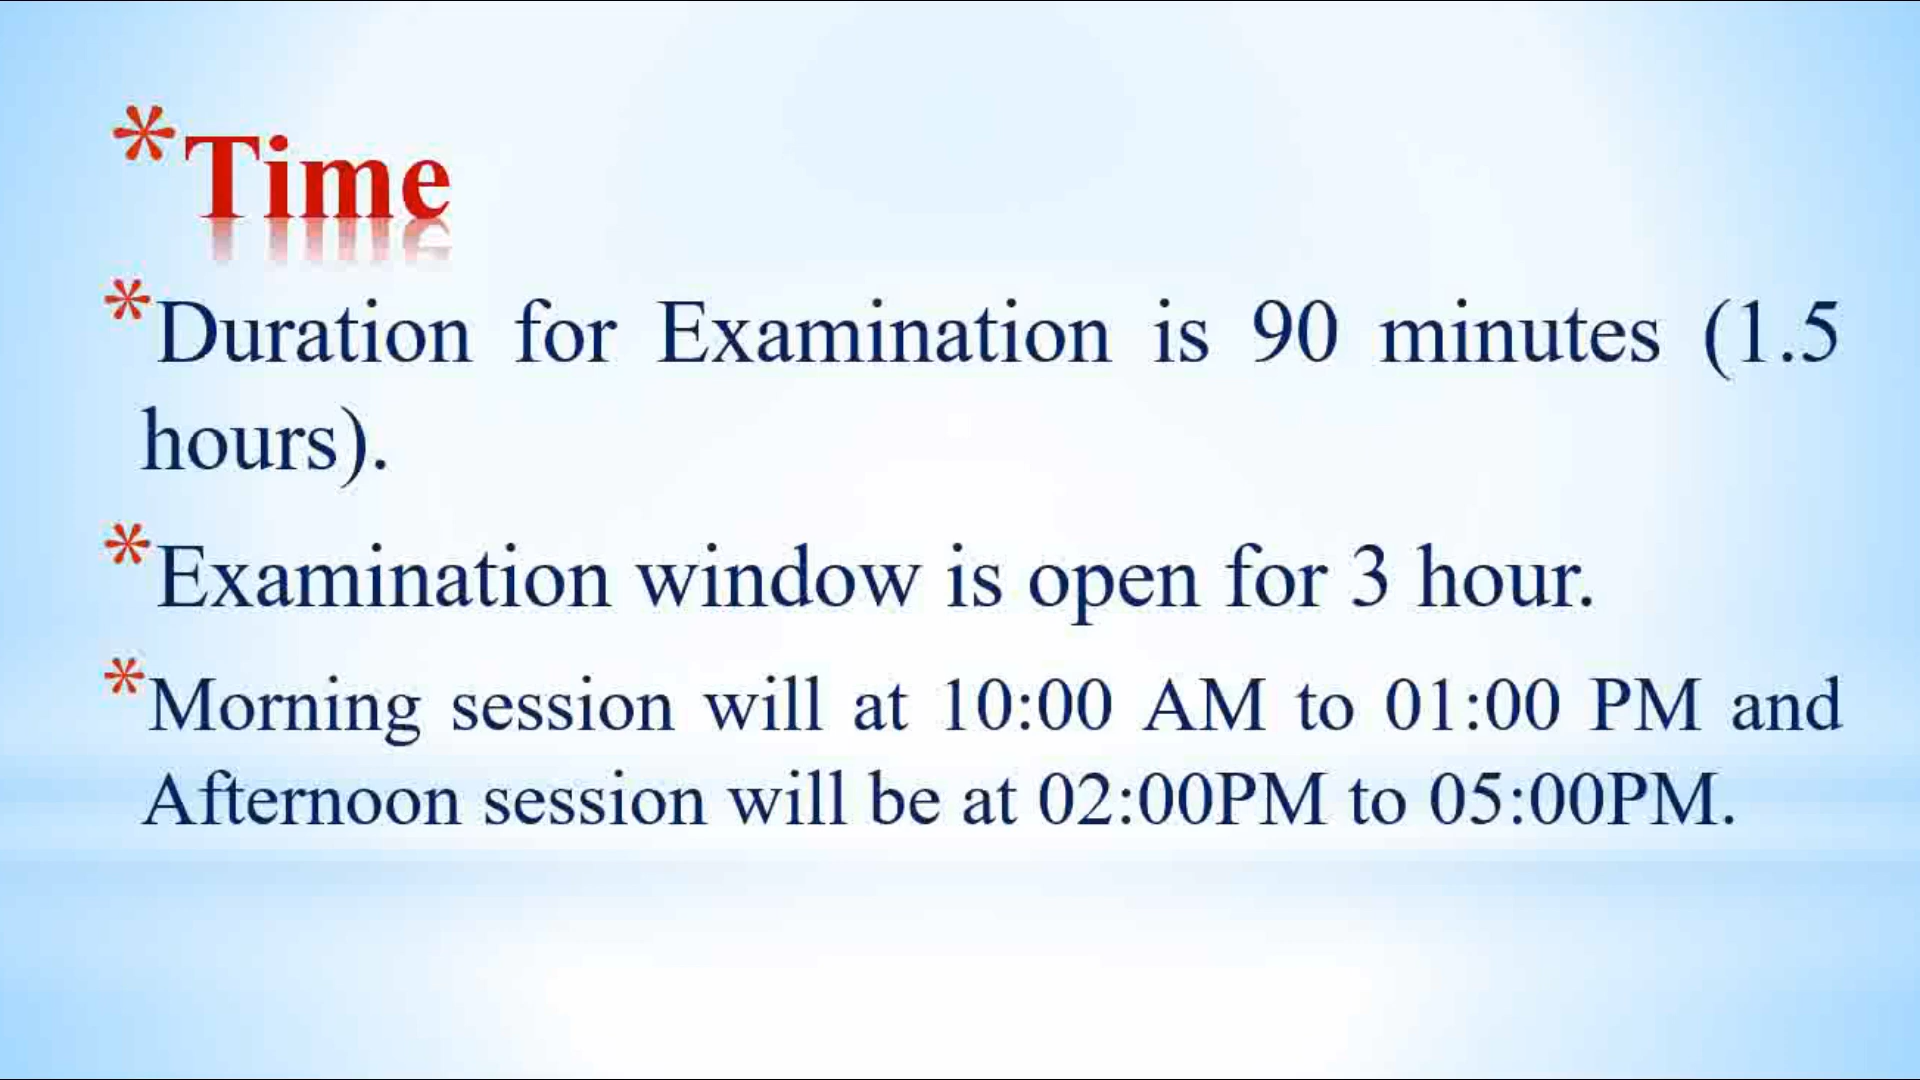 *Time
*Duration for Examination is 90 minutes (1.5
hours).
*Examination window is open for 3 hour.
*Morning session will at 10:00 AM to 01:00 PM and
Afternoon session will be at 02:00PM to 05:00PM.